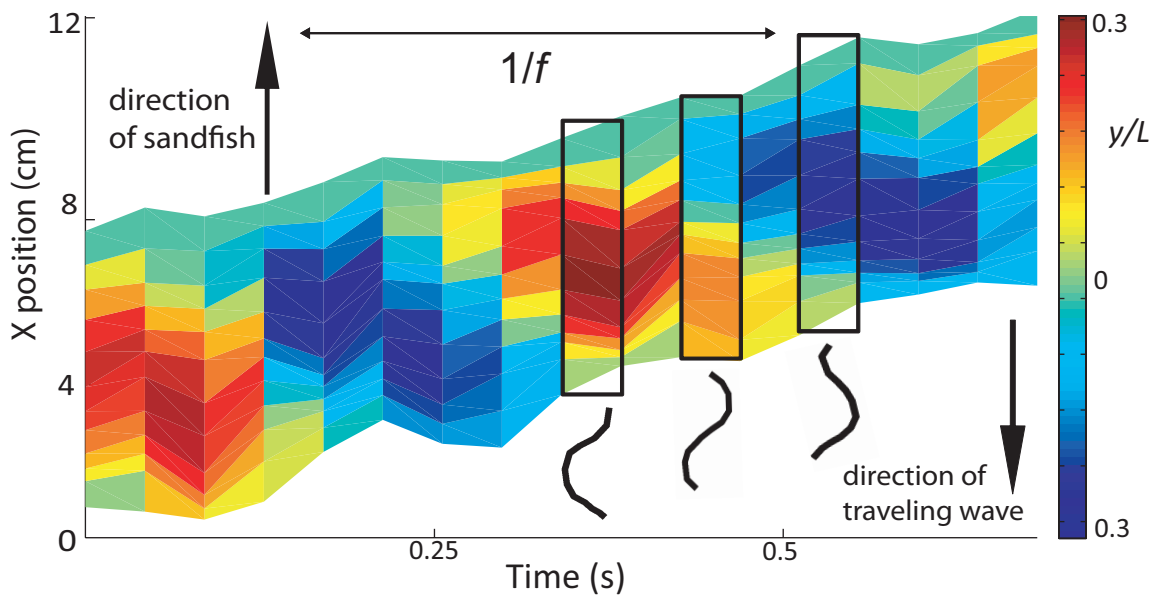 12
0.3
1/f
direction
of sandfish
y/L
X position (cm)
8
0
4
direction of
traveling wave
0.3
0
0.25
0.5
Time (s)